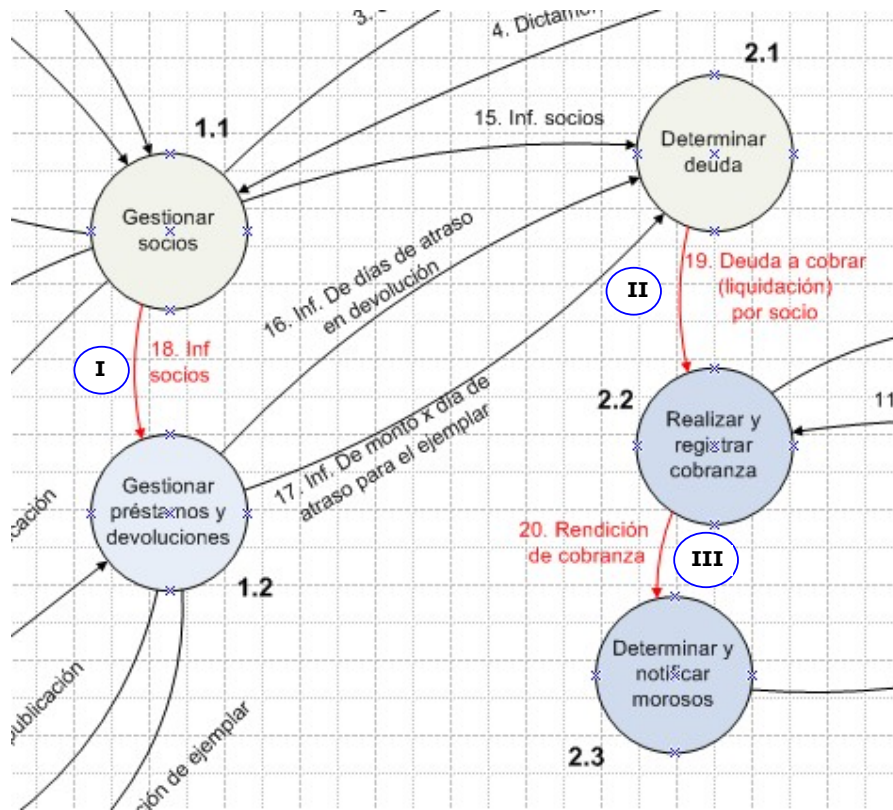 3.
4. Dictamen
2.1
1.1
15. Inf. socios
Determinar
deuda
Gestionar
socios
16. Inf. De días de atraso
en devolución
II
19. Deuda a cobrar
(liquidación)
por socio
I
18. Inf
socios
2.2
Realizar y
registrar
cobranza
11
17. Inf. De monto x día de
atraso para el ejemplar
Gestionar
préstamos y
devoluciones
cación
20. Rendición
de cobranza
III
1.2
Determinar y
notificar
morosos
publicación
ción de ejemplar
2.3